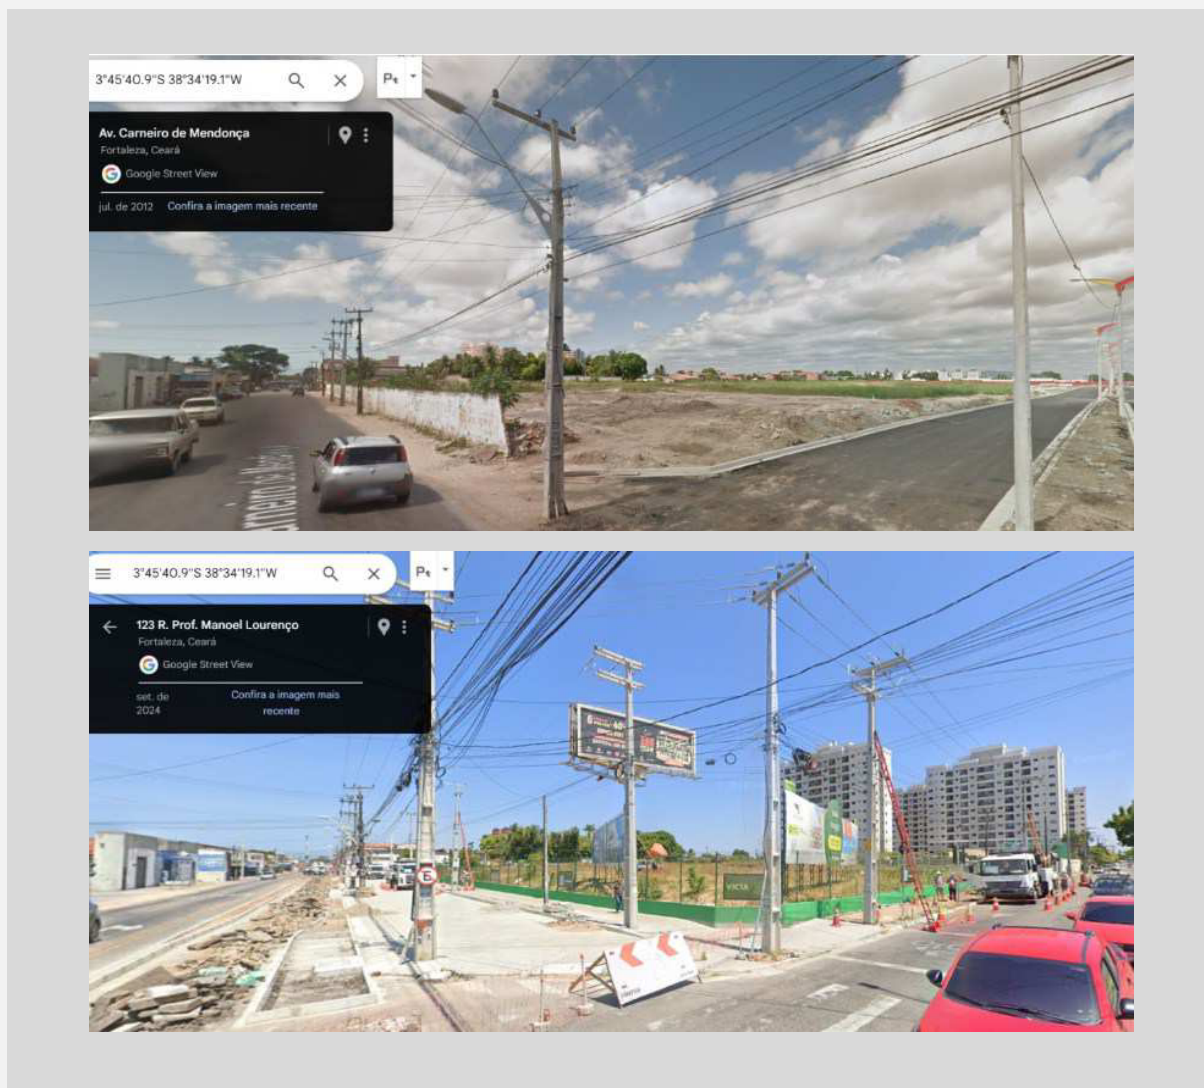 3°45'40.9"S 38°34'19.1"W
Av. Carneiro de Mendonça
Fortaleza, Ceará
Google Street View
jul. de 2012 Confira a imagem mais recente
3°45'40.9"S 38°34'19.1"W
123 R. Prof. Manoel Lourenço
Fortaleza, Ceará
Google Street View
set. de 2024
Confira a imagem mais recente
E
VICTA